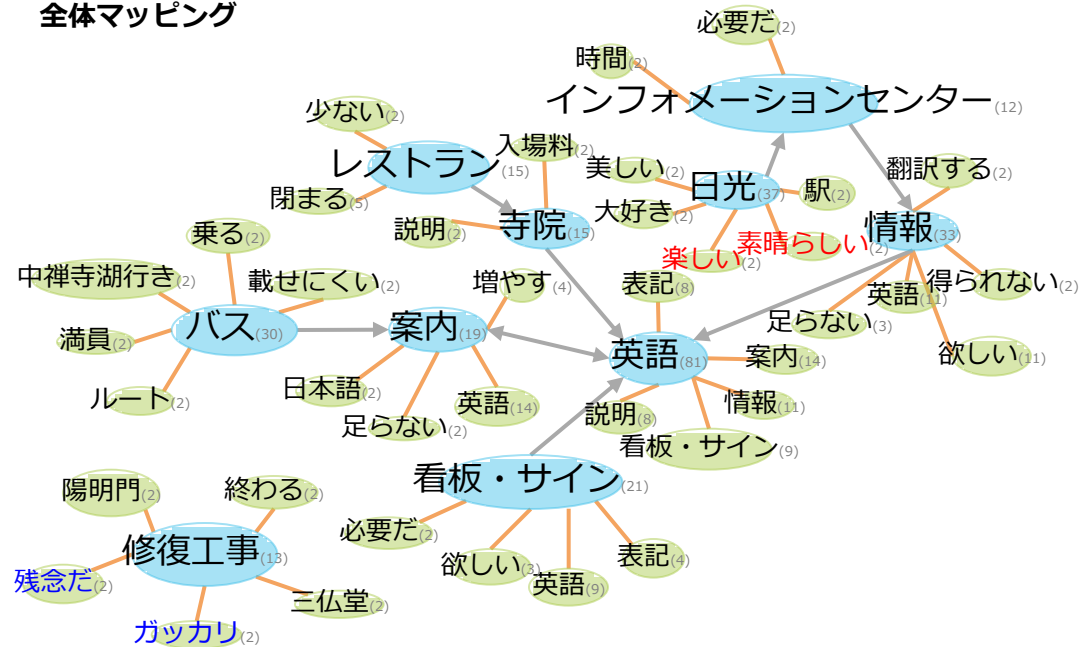 全体マッピング
必要だ(2)
時間(2)
インフォメーションセンター(12)
少ない(2)
レストラン(15)
閉まる(5)
入場料(2)
説明(2)
寺院(15)
美しい(2)
大好き(2)
日光(37)
駅(2)
楽しい(2)
素晴らしい(2)
翻訳する(2)
情報(33)
得られない(2)
英語(11)
足らない(3)
欲しい(11)
乗る(2)
中禅寺湖行き(2)
載せにくい(2)
満員(2)
バス(30)
ルート(2)
増やす(4)
案内(19)
日本語(2)
足らない(2)
英語(14)
表記(8)
英語(81)
案内(14)
説明(8)
情報(11)
看板・サイン(9)
看板・サイン(21)
必要だ(2)
欲しい(3)
英語(9)
表記(4)
陽明門(2)
終わる(2)
修復工事(13)
残念だ(2)
ガッカリ(2)
三仏堂(2)